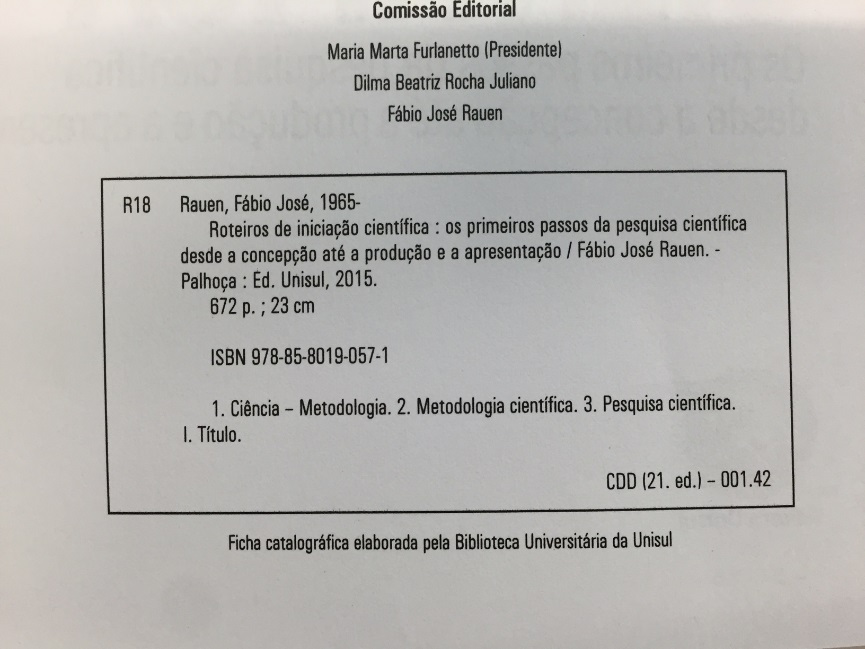 Comissão Editorial
Maria Marta Furlanetto (Presidente)
Dilma Beatriz Rocha Juliano
Fábio José Rauen
R18 Rauen, Fábio José, 1965-
Roteiros de iniciação científica : os primeiros passos da pesquisa científica
desde a concepção até a produção e a apresentação / Fábio José Rauen. -
Palhoça : Ed. Unisul, 2015.
672 p. ; 23 cm
ISBN 978-85-8019-057-1
1. Ciência – Metodologia. 2. Metodologia científica. 3. Pesquisa científica.
I. Título.
CDD (21. ed.) – 001.42
Ficha catalográfica elaborada pela Biblioteca Universitária da Unisul